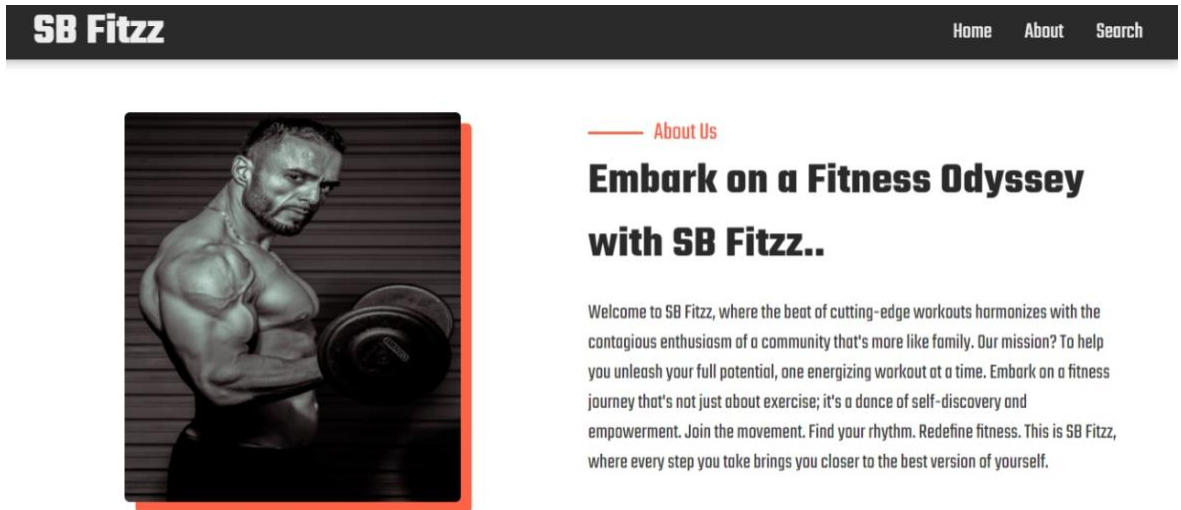 SB Fitzz
Home About Search
About Us
Embark on a Fitness Odyssey
with SB Fitzz..
Welcome to SB Fitzz, where the beat of cutting-edge workouts harmonizes with the
contagious enthusiasm of a community that's more like family. Our mission? To help
you unleash your full potential, one energizing workout at a time. Embark on a fitness
journey that's not just about exercise; it's a dance of self-discovery and
empowerment. Join the movement. Find your rhythm. Redefine fitness. This is SB Fitzz,
where every step you take brings you closer to the best version of yourself.